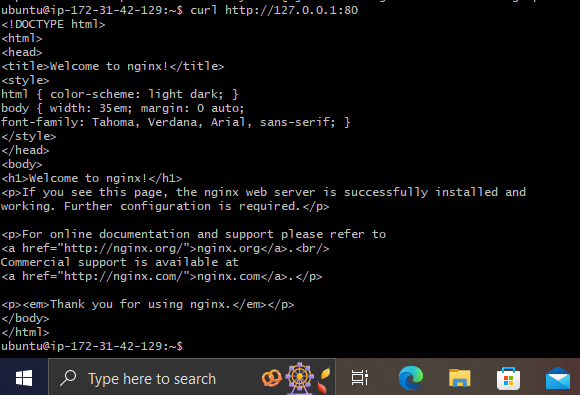 ubuntu@ip-172-31-42-129:~$ curl http://127.0.0.1:80
<!DOCTYPE html>
<html>
<head>
<title>Welcome to nginx!</title>
<style>
html { color-scheme: light dark; }
body { width: 35em; margin: 0 auto;
font-family: Tahoma, Verdana, Arial, sans-serif; }
</style>
</head>
<body>
<h1>Welcome to nginx!</h1>
<p>If you see this page, the nginx web server is successfully installed and
working. Further configuration is required.</p>

<p>For online documentation and support please refer to
<a href="http://nginx.org/">nginx.org</a>.<br/>
Commercial support is available at
<a href="http://nginx.com/">nginx.com</a>.</p>

<p><em>Thank you for using nginx.</em></p>
</body>
</html>
ubuntu@ip-172-31-42-129:~$
Type here to search